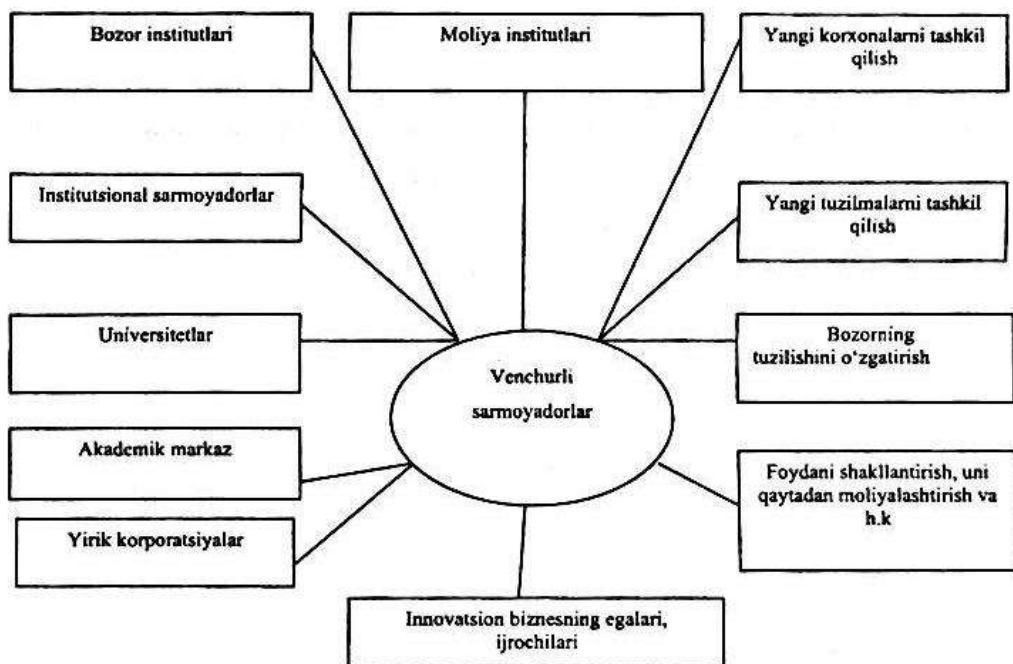 Bozor institutlari
Moliya institutlari
Yangi korxonalarni tashkil
qilish
Institutsional sarmoyadorlar
Yangi tuzilmalarni tashkil
qilish
Universitetlar
Bozorning
tuzilishini o‘zgatirish
Venchurli
sarmoyadorlar
Akademik markaz
Foydani shakllantirish, uni
qaytadan moliyalashtirish va
h.k
Yirik korporatsiyalar
Innovatsion biznesning egalari,
ijrochilari